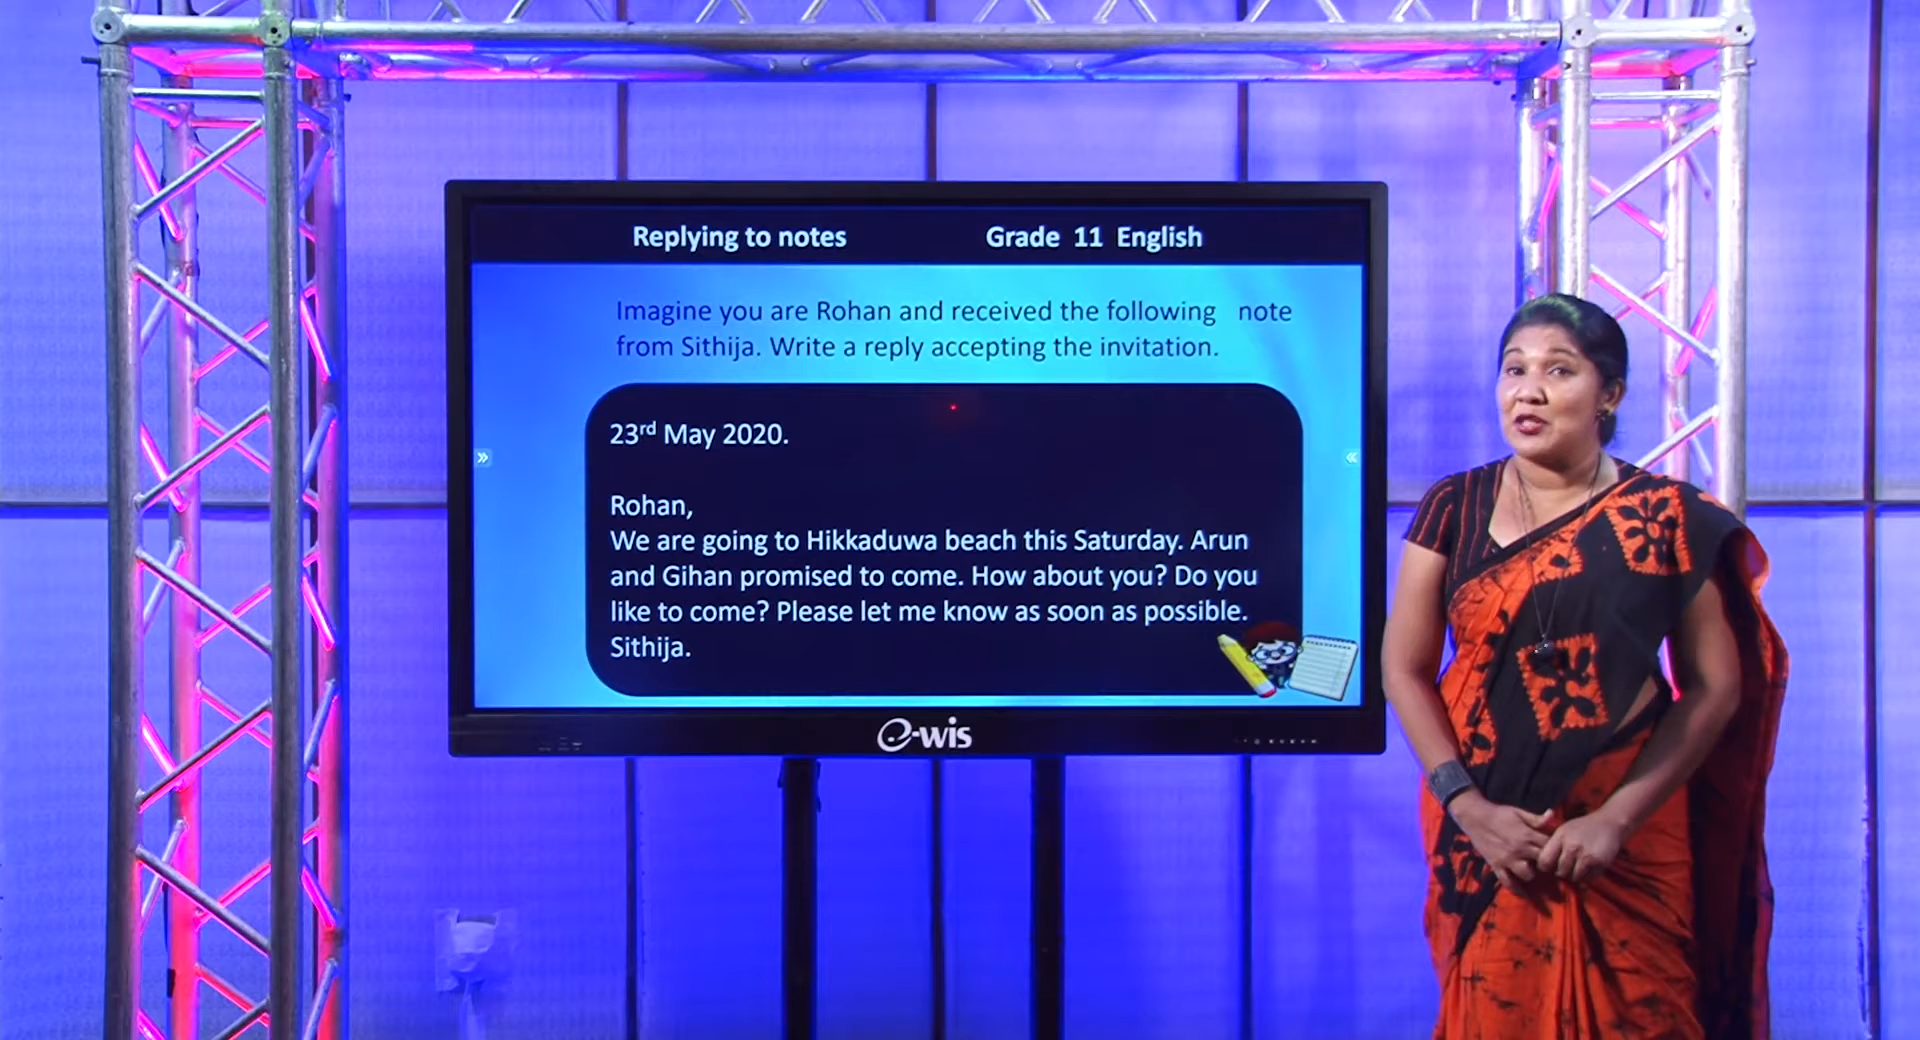 Replying to notes
Grade 11 English
Imagine you are Rohan and received the following note
from Sithija. Write a reply accepting the invitation.
23rd May 2020.
Rohan,
We are going to Hikkaduwa beach this Saturday. Arun
and Gihan promised to come. How about you? Do you
like to come? Please let me know as soon as possible.
Sithija.
e-wis